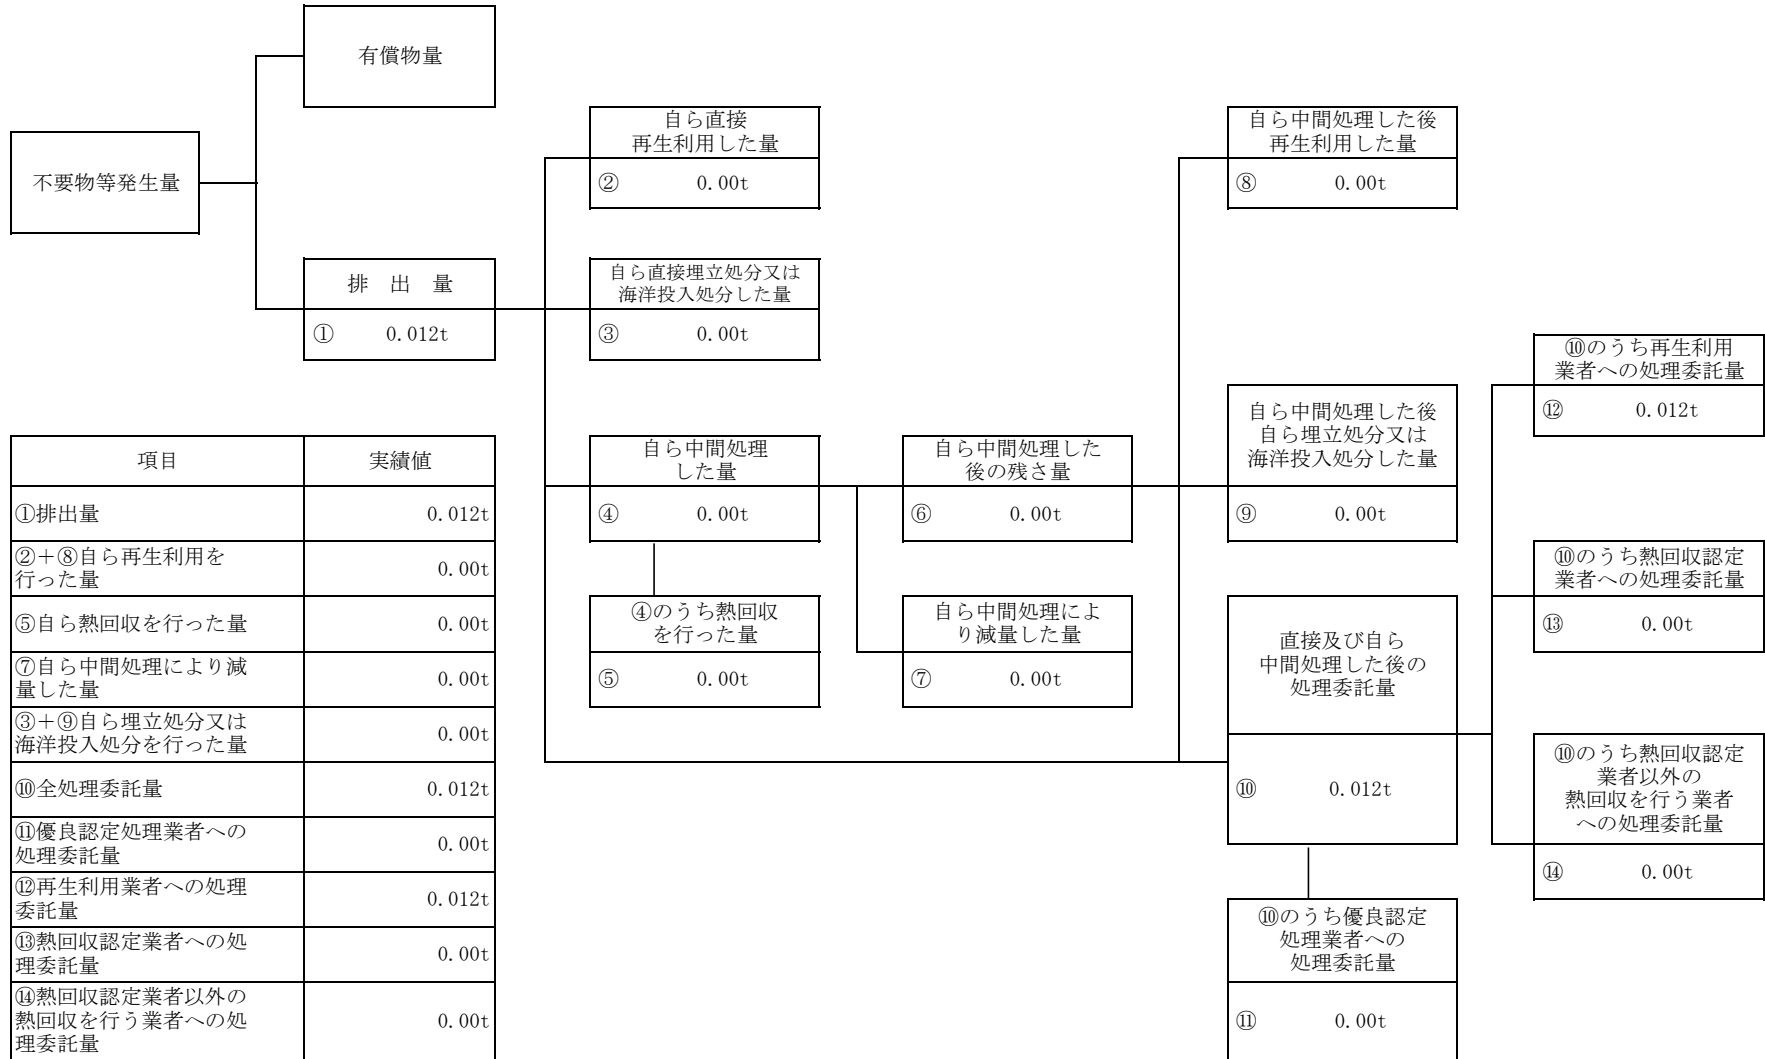 有償物量
不要物等発生量
排　出　量
① 0.012t
自ら直接
再生利用した量
② 0.00t
自ら直接埋立処分又は
海洋投入処分した量
③ 0.00t
自ら中間処理
した量
④ 0.00t
④のうち熱回収
を行った量
⑤ 0.00t
自ら中間処理した
後の残さ量
⑥ 0.00t
自ら中間処理によ
り減量した量
⑦ 0.00t
自ら中間処理した後
再生利用した量
⑧ 0.00t
自ら中間処理した後
自ら埋立処分又は
海洋投入処分した量
⑨ 0.00t
直接及び自ら
中間処理した後の
処理委託量
⑩ 0.012t
⑩のうち優良認定
処理業者への
処理委託量
⑪ 0.00t
⑩のうち再生利用
業者への処理委託量
⑫ 0.012t
⑩のうち熱回収認定
業者への処理委託量
⑬ 0.00t
⑩のうち熱回収認定
業者以外の
熱回収を行う業者
への処理委託量
⑭ 0.00t
項目 実績値
①排出量 0.012t
②＋⑧自ら再生利用を
行った量 0.00t
⑤自ら熱回収を行った量 0.00t
⑦自ら中間処理により減
量した量 0.00t
③＋⑨自ら埋立処分又は
海洋投入処分を行った量 0.00t
⑩全処理委託量 0.012t
⑪優良認定処理業者への
処理委託量 0.00t
⑫再生利用業者への処理
委託量 0.012t
⑬熱回収認定業者への処
理委託量 0.00t
⑭熱回収認定業者以外の
熱回収を行う業者への処
理委託量 0.00t